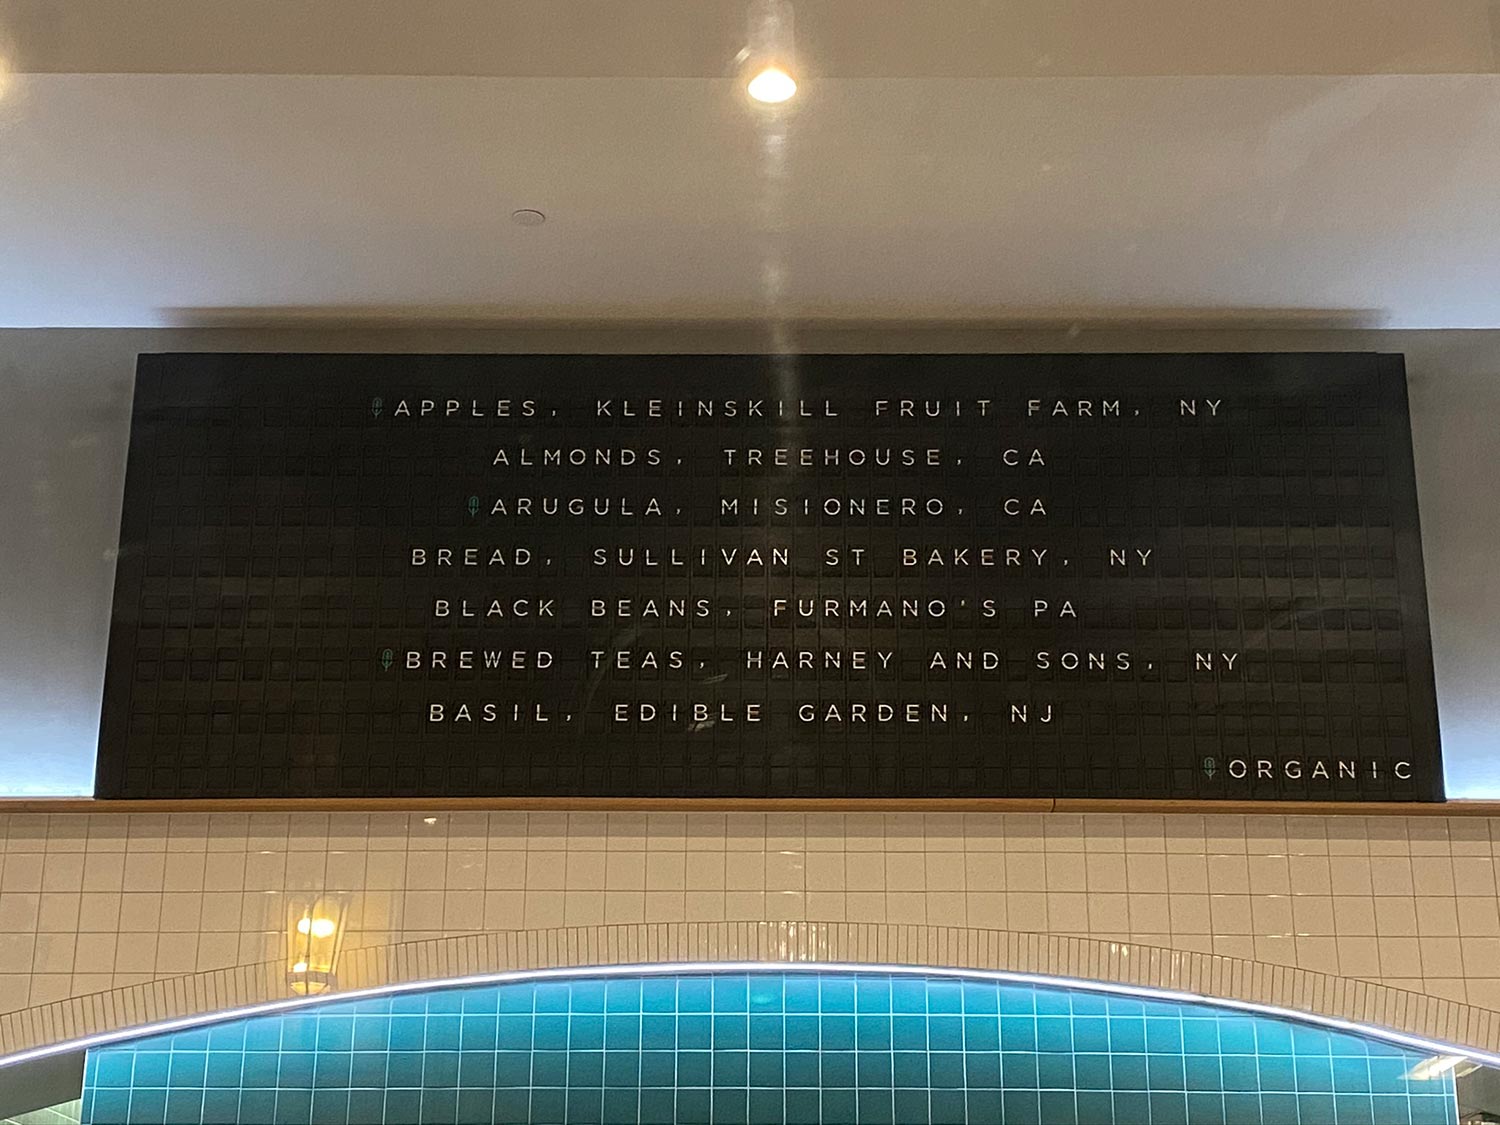 APPLES, KLEINSKILL FRUIT FARM, NY
ALMONDS, TREEHOUSE, CA
ARUGULA, MISIONERO, CA
BREAD, SULLIVAN ST BAKERY, NY
BLACK BEANS, FURMANO'S PA
BREWED TEAS, HARNEY AND SONS, NY
BASIL, EDIBLE GARDEN, NJ
ORGANIC